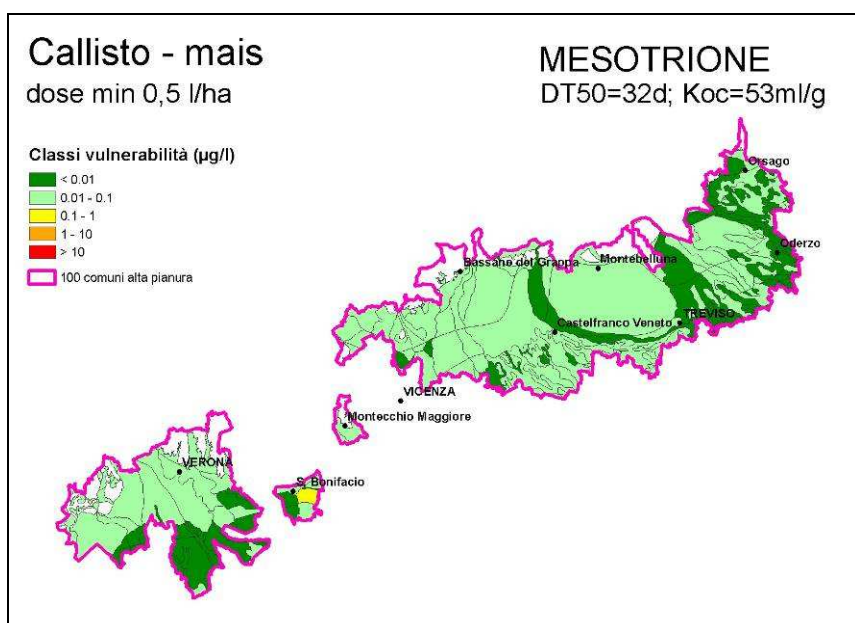 Callisto - mais
dose min 0,5 l/ha
MESOTRIONE
DT50=32d; Koc=53ml/g
Classi vulnerabilità (µg/l)
< 0.01
0.01 - 0.1
0.1 - 1
1 - 10
> 10
100 comuni alta pianura
Orsago
Oderzo
Bassano del Grappa
Montebelluna
TREVISO
Castelfranco Veneto
VICENZA
Montecchio Maggiore
VERONA
S. Bonifacio